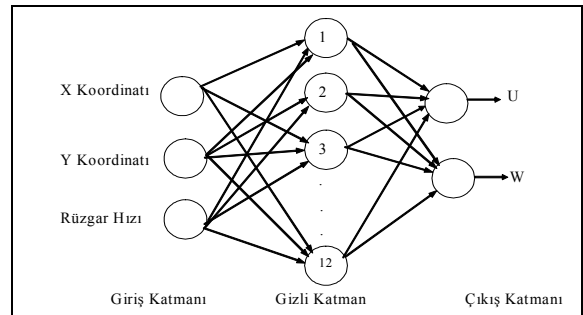 X Koordinatı
Y Koordinatı
Rüzgar Hızı
1
2
3
.
.
.
12
U
W
Giriş Katmanı
Gizli Katman
Çıkış Katmanı